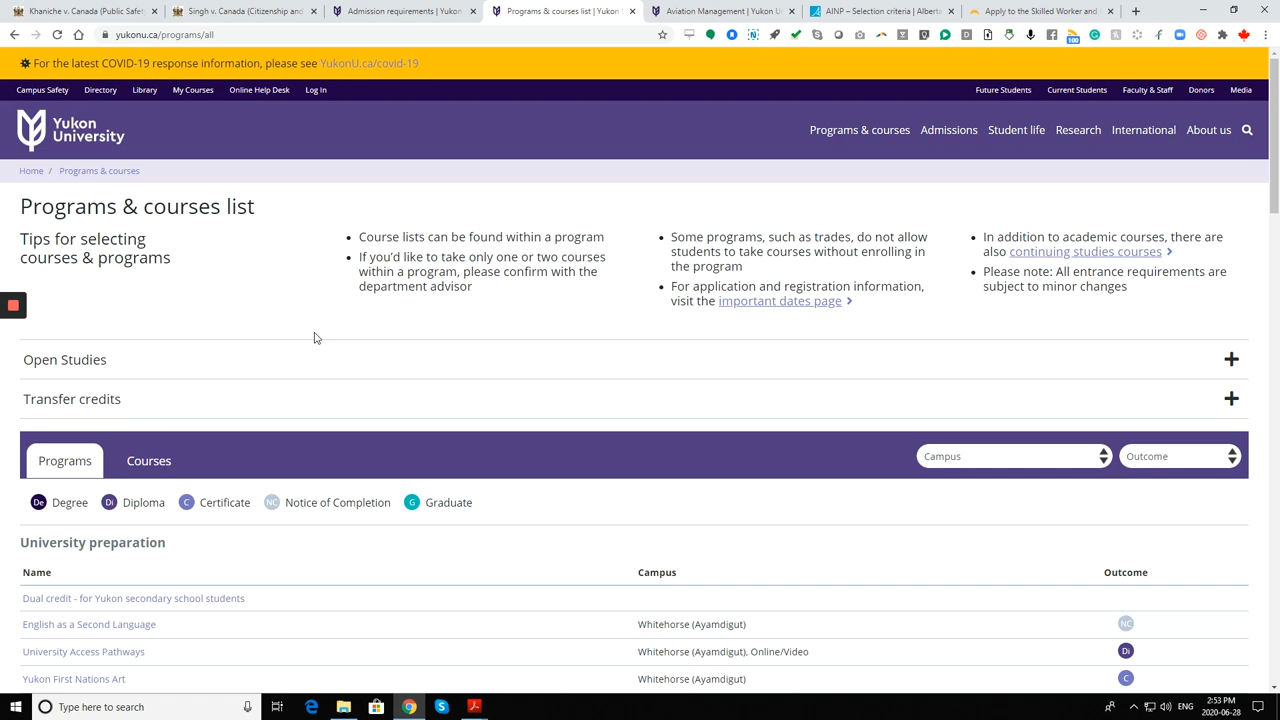 Khaniche v. Canada (Public Safety
Singh v. Canada (Citizenship and
Admission requirements | Yukon
Programs & courses list | Yukon
Aviation Management | Yukon U
AINP – Selection criteria | Alberta
Apply to the Skilled Worker and
yukonu.ca/programs/all
100
For the latest COVID-19 response information, please see YukonU.ca/covid-19
Campus Safety Directory Library My Courses Online Help Desk Log In
Future Students Current Students Faculty & Staff Donors Media
Yukon
University
Programs & courses Admissions Student life Research International About us
Home / Programs & courses
Programs & courses list
Tips for selecting
courses & programs
• Course lists can be found within a program
• If you'd like to take only one or two courses
within a program, please confirm with the
department advisor
• Some programs, such as trades, do not allow
students to take courses without enrolling in
the program
• For application and registration information,
visit the important dates page
• In addition to academic courses, there are
also continuing studies courses
• Please note: All entrance requirements are
subject to minor changes
Open Studies
Transfer credits
Programs Courses
Campus
Outcome
De Degree Di Diploma C Certificate NC Notice of Completion G Graduate
University preparation
Name Campus Outcome
Dual credit - for Yukon secondary school students
English as a Second Language Whitehorse (Ayamdigut) NC
University Access Pathways Whitehorse (Ayamdigut), Online/Video Di
Yukon First Nations Art Whitehorse (Ayamdigut) C
Type here to search
ENG
2:53 PM
2020-06-28